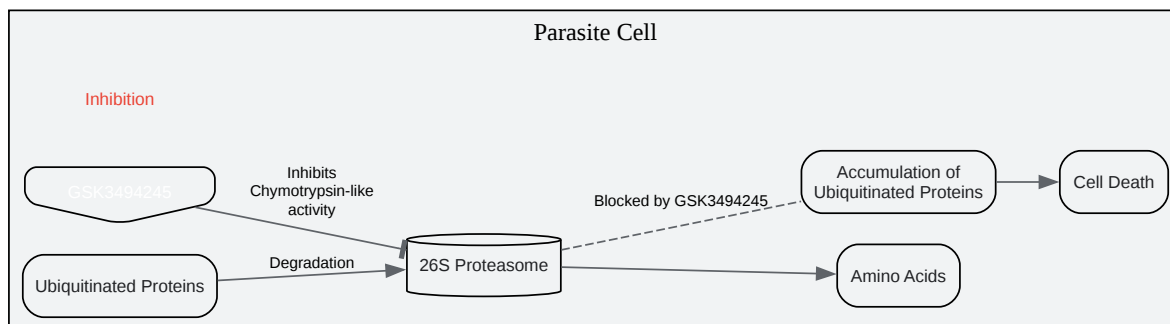 Parasite Cell
Inhibition
GSK3494245
Inhibits
Chymotrypsin-like
activity
Ubiquitinated Proteins
Degradation
26S Proteasome
Blocked by GSK3494245
Accumulation of
Ubiquitinated Proteins
Cell Death
Amino Acids